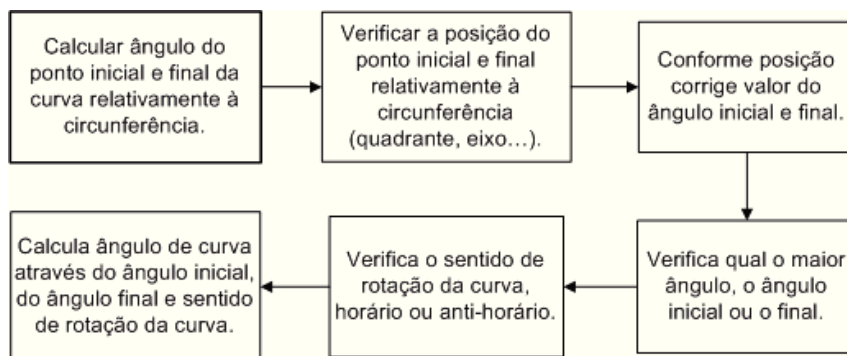 Calcular ângulo do
ponto inicial e final da
curva relativamente à
circunferência.
Verificar a posição do
ponto inicial e final
relativamente à
circunferência
(quadrante, eixo…).
Conforme posição
corrige valor do
ângulo inicial e final.
Verifica qual o maior
ângulo, o ângulo
inicial ou o final.
Verifica o sentido de
rotação da curva,
horário ou anti-horário.
Calcula ângulo de curva
através do ângulo inicial,
do ângulo final e sentido
de rotação da curva.